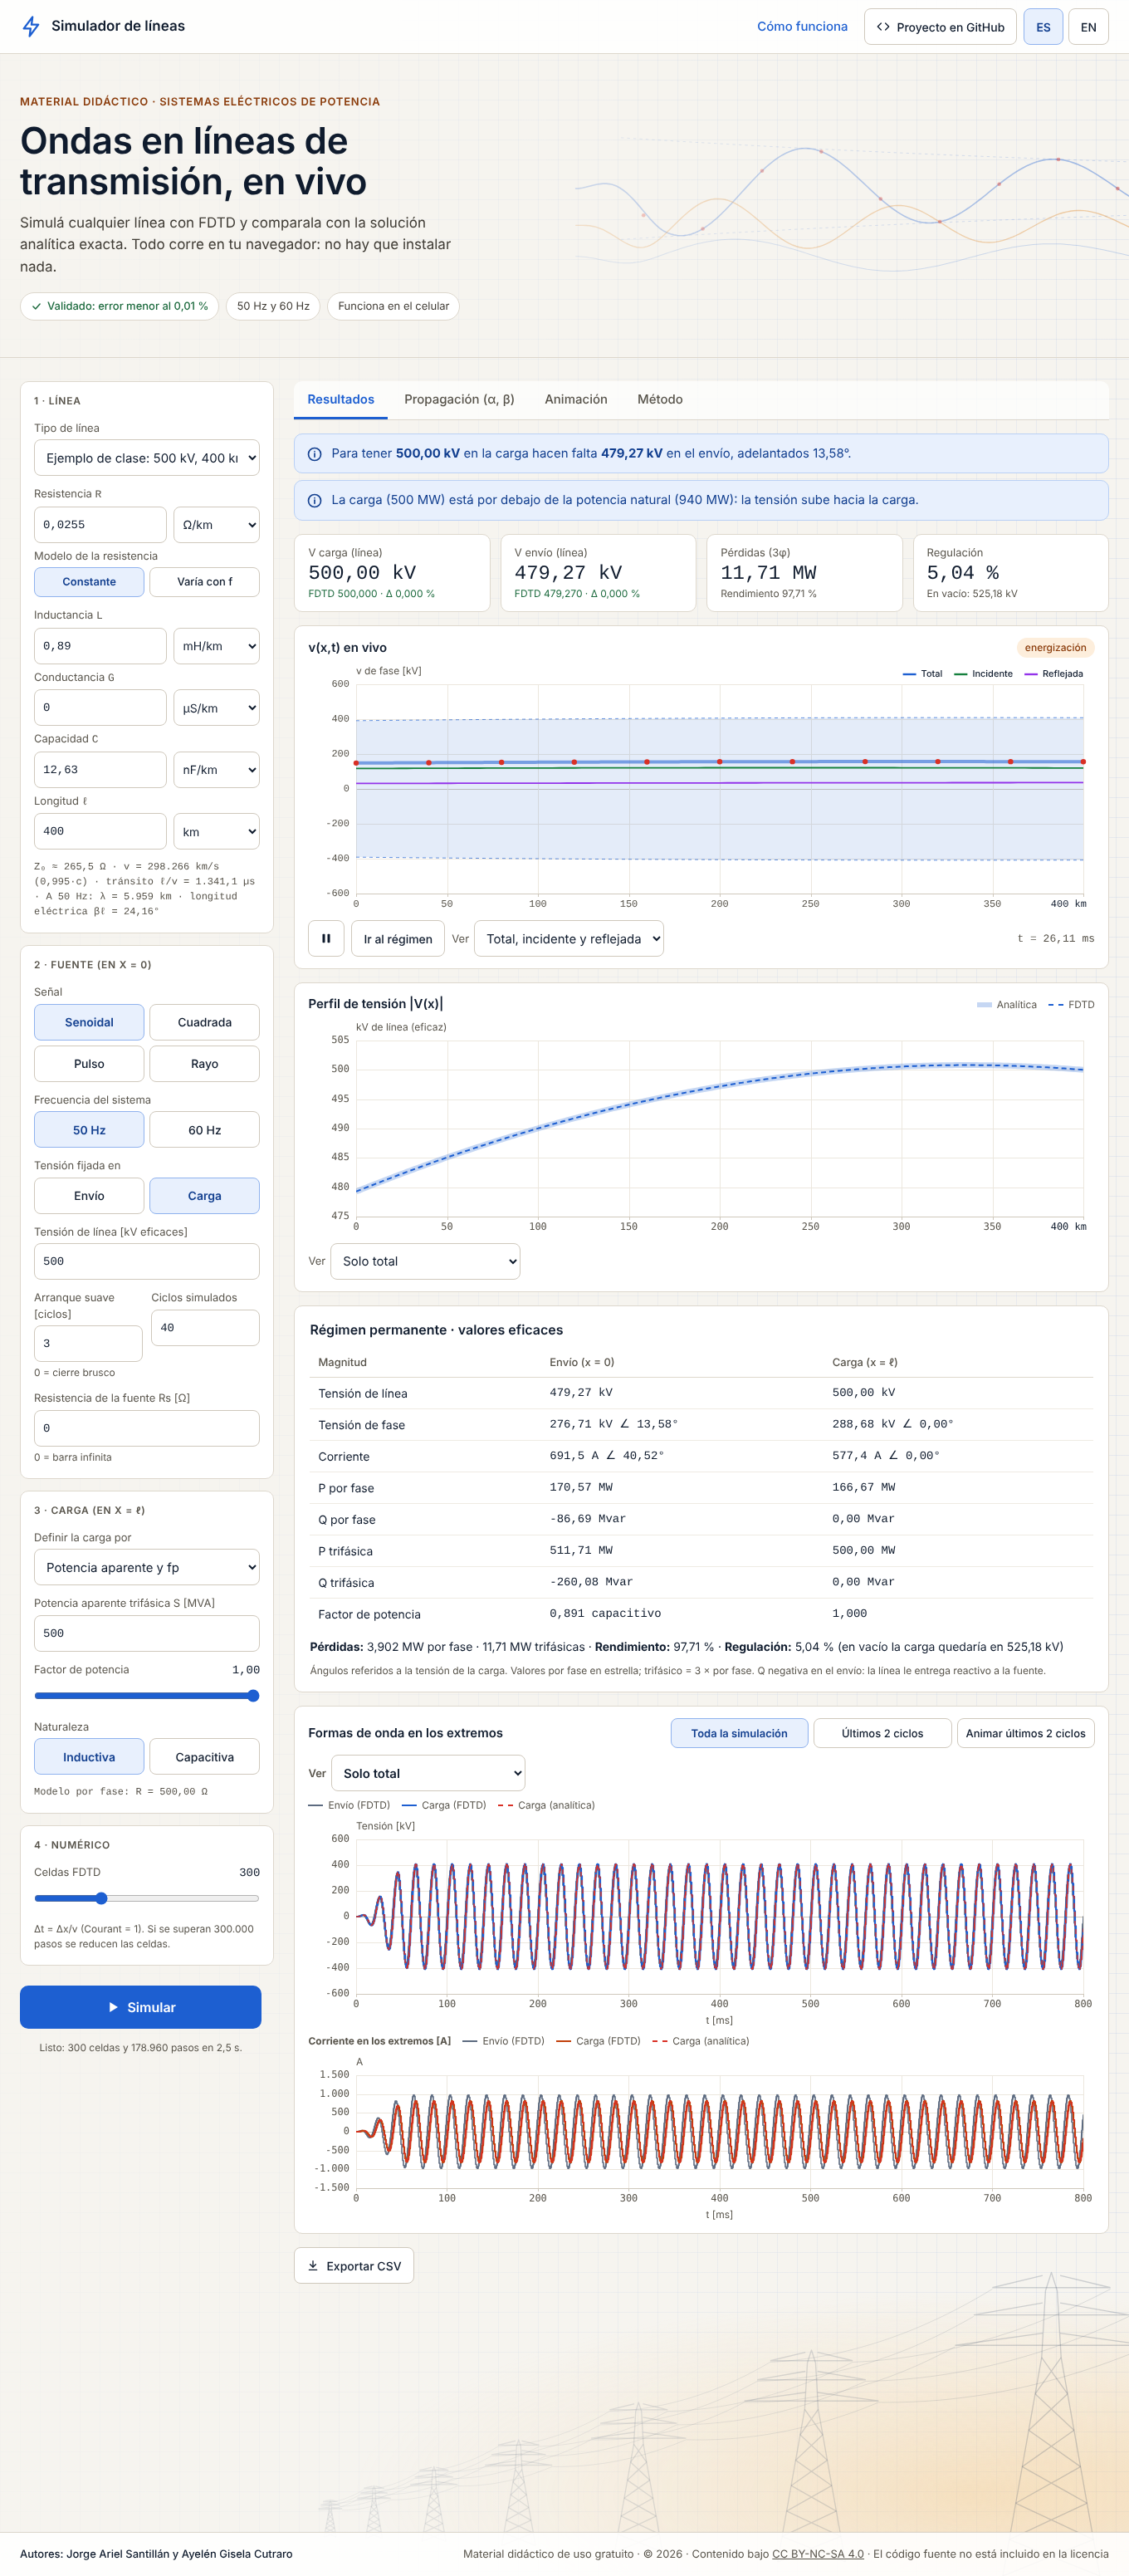 Simulador de líneas
Cómo funciona
Proyecto en GitHub
ES
EN
MATERIAL DIDÁCTICO · SISTEMAS ELÉCTRICOS DE POTENCIA
Ondas en líneas de
transmisión, en vivo
Simulá cualquier línea con FDTD y comparala con la solución
analítica exacta. Todo corre en tu navegador: no hay que instalar
nada.
Validado: error menor al 0,01 %
50 Hz y 60 Hz
Funciona en el celular
1 · LÍNEA
Tipo de línea
Ejemplo de clase: 500 kV, 400 k
Resistencia R
0,0255
Ω/km
Modelo de la resistencia
Constante
Varía con f
Inductancia L
0,89
mH/km
Conductancia G
0
µS/km
Capacidad C
12,63
nF/km
Longitud ℓ
400
km
Z₀ ≈ 265,5 Ω · v = 298.266 km/s
(0,995·c) · tránsito ℓ/v = 1.341,1 µs
· A 50 Hz: λ = 5.959 km · longitud
eléctrica βℓ = 24,16°
2 · FUENTE (EN X = 0)
Señal
Senoidal
Cuadrada
Pulso
Rayo
Frecuencia del sistema
50 Hz
60 Hz
Tensión fijada en
Envío
Carga
Tensión de línea [kV eficaces]
500
Arranque suave
[ciclos]
Ciclos simulados
3
40
0 = cierre brusco
Resistencia de la fuente Rs [Ω]
0
0 = barra infinita
3 · CARGA (EN X = ℓ)
Definir la carga por
Potencia aparente y fp
Potencia aparente trifásica S [MVA]
500
Factor de potencia
1,00
Naturaleza
Inductiva
Capacitiva
Modelo por fase: R = 500,00 Ω
4 · NUMÉRICO
Celdas FDTD
300
Δt = Δx/v (Courant = 1). Si se superan 300.000
pasos se reducen las celdas.
Simular
Listo: 300 celdas y 178.960 pasos en 2,5 s.
Resultados
Propagación (α, β)
Animación
Método
Para tener 500,00 kV en la carga hacen falta 479,27 kV en el envío, adelantados 13,58°.
La carga (500 MW) está por debajo de la potencia natural (940 MW): la tensión sube hacia la carga.
V carga (línea)
500,00 kV
FDTD 500,000 · Δ 0,000 %
V envío (línea)
479,27 kV
FDTD 479,270 · Δ 0,000 %
Pérdidas (3φ)
11,71 MW
Rendimiento 97,71 %
Regulación
5,04 %
En vacío: 525,18 kV
v(x,t) en vivo
energización
v de fase [kV]
Total
Incidente
Reflejada
600
400
200
0
-200
-400
-600
0
50
100
150
200
250
300
350
400 km
Ir al régimen
Ver
Total, incidente y reflejada
t = 26,11 ms
Perfil de tensión |V(x)|
Analítica
FDTD
kV de línea (eficaz)
505
500
495
490
485
480
475
0
50
100
150
200
250
300
350
400 km
Ver
Solo total
Régimen permanente · valores eficaces
Magnitud
Envío (x = 0)
Carga (x = ℓ)
Tensión de línea
479,27 kV
500,00 kV
Tensión de fase
276,71 kV ∠ 13,58°
288,68 kV ∠ 0,00°
Corriente
691,5 A ∠ 40,52°
577,4 A ∠ 0,00°
P por fase
170,57 MW
166,67 MW
Q por fase
-86,69 Mvar
0,00 Mvar
P trifásica
511,71 MW
500,00 MW
Q trifásica
-260,08 Mvar
0,00 Mvar
Factor de potencia
0,891 capacitivo
1,000
Pérdidas: 3,902 MW por fase · 11,71 MW trifásicas · Rendimiento: 97,71 % · Regulación: 5,04 % (en vacío la carga quedaría en 525,18 kV)
Ángulos referidos a la tensión de la carga. Valores por fase en estrella; trifásico = 3 × por fase. Q negativa en el envío: la línea le entrega reactivo a la fuente.
Formas de onda en los extremos
Toda la simulación
Últimos 2 ciclos
Animar últimos 2 ciclos
Ver
Solo total
Envío (FDTD)
Carga (FDTD)
Carga (analítica)
Tensión [kV]
600
400
200
0
-200
-400
-600
0
100
200
300
400
500
600
700
800
t [ms]
Corriente en los extremos [A]
Envío (FDTD)
Carga (FDTD)
Carga (analítica)
A
1.500
1.000
500
0
-500
-1.000
-1.500
0
100
200
300
400
500
600
700
800
t [ms]
Exportar CSV
Autores: Jorge Ariel Santillán y Ayelén Gisela Cutraro
Material didáctico de uso gratuito · © 2026 · Contenido bajo CC BY-NC-SA 4.0 · El código fuente no está incluido en la licencia